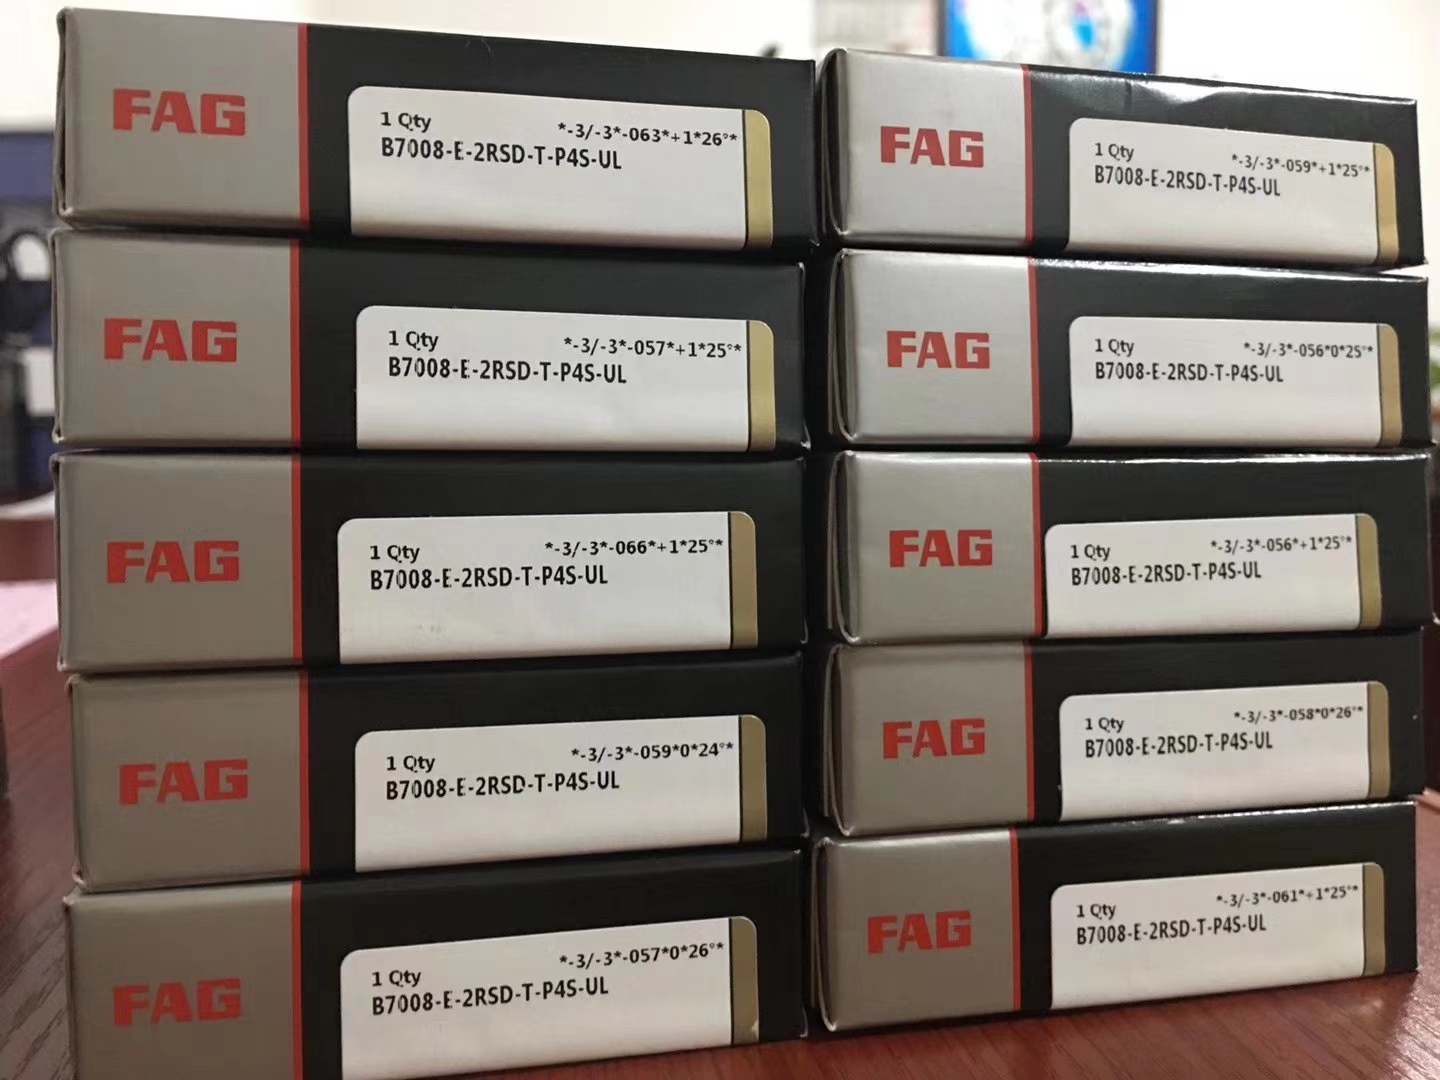 FAG
1 Qty *-3/-3*-063*+1*26°*
B7008-E-2RSD-T-P4S-UL
FAG
1 Qty *-3/-3*-057*+1*25°*
B7008-E-2RSD-T-P4S-UL
FAG
1 Qty *-3/-3*-066*+1*25°*
B7008-E-2RSD-T-P4S-UL
FAG
1 Qty *-3/-3*-059*0*24°*
B7008-E-2RSD-T-P4S-UL
FAG
1 Qty *-3/-3*-057*0*26°*
B7008-E-2RSD-T-P4S-UL
FAG
1 Qty *-3/-3*-059*+1*25°*
B7008-E-2RSD-T-P4S-UL
FAG
1 Qty *-3/-3*-056*0*25°*
B7008-E-2RSD-T-P4S-UL
FAG
1 Qty *-3/-3*-056*+1*25°*
B7008-E-2RSD-T-P4S-UL
FAG
1 Qty *-3/-3*-058*0*26°*
B7008-E-2RSD-T-P4S-UL
FAG
1 Qty *-3/-3*-061*+1*25°*
B7008-E-2RSD-T-P4S-UL